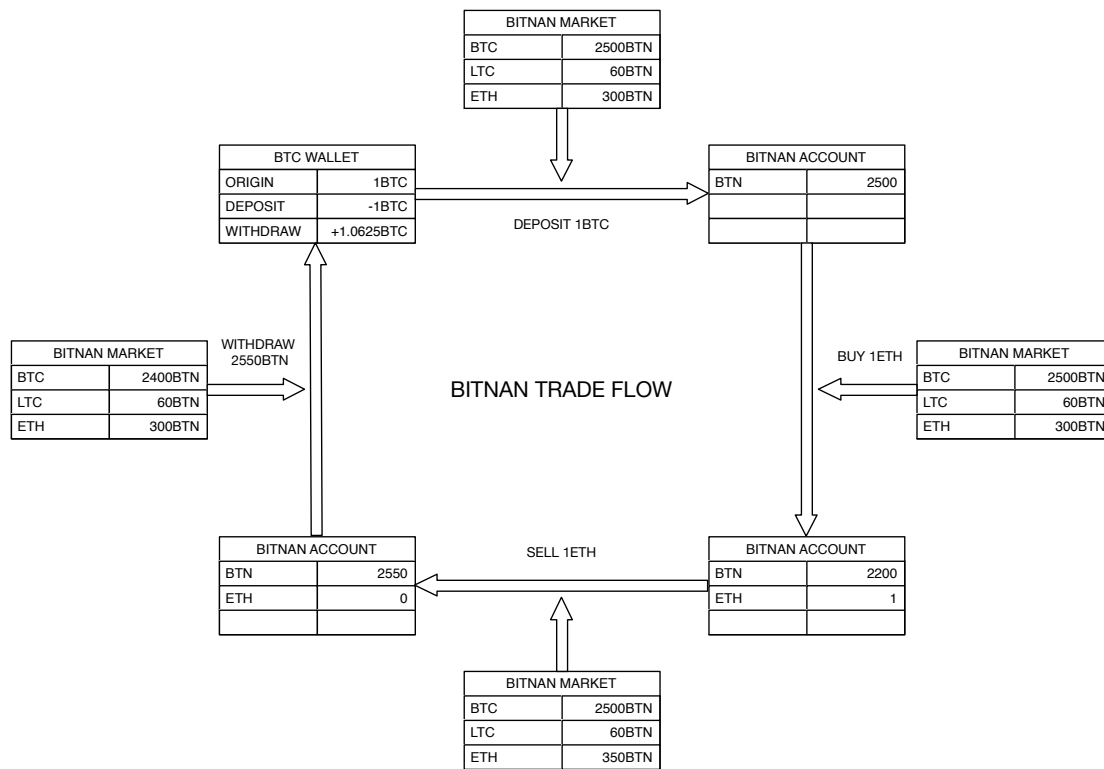 BITNAN MARKET
BTC 2500BTN
LTC 60BTN
ETH 300BTN
BTC WALLET
ORIGIN 1BTC
DEPOSIT -1BTC
WITHDRAW +1.0625BTC
DEPOSIT 1BTC
BITNAN ACCOUNT
BTN 2500
BITNAN MARKET
BTC 2400BTN
LTC 60BTN
ETH 300BTN
WITHDRAW
2550BTN
BITNAN TRADE FLOW
BUY 1ETH
BITNAN MARKET
BTC 2500BTN
LTC 60BTN
ETH 300BTN
BITNAN ACCOUNT
BTN 2550
ETH 0
SELL 1ETH
BITNAN ACCOUNT
BTN 2200
ETH 1
BITNAN MARKET
BTC 2500BTN
LTC 60BTN
ETH 350BTN